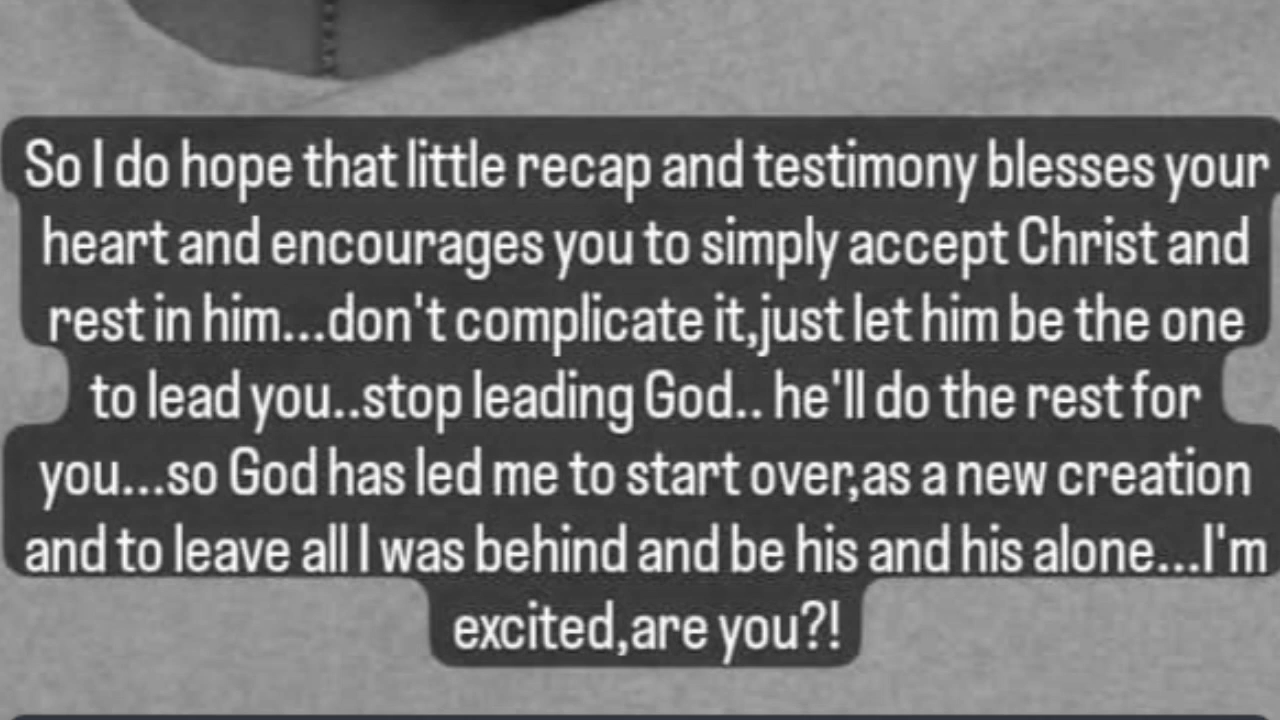 So I do hope that little recap and testimony blesses your
heart and encourages you to simply accept Christ and
rest in him...don't complicate it,just let him be the one
to lead you..stop leading God.. he'll do the rest for
you...so God has led me to start over,as a new creation
and to leave all I was behind and be his and his alone...I'm
excited,are you?!